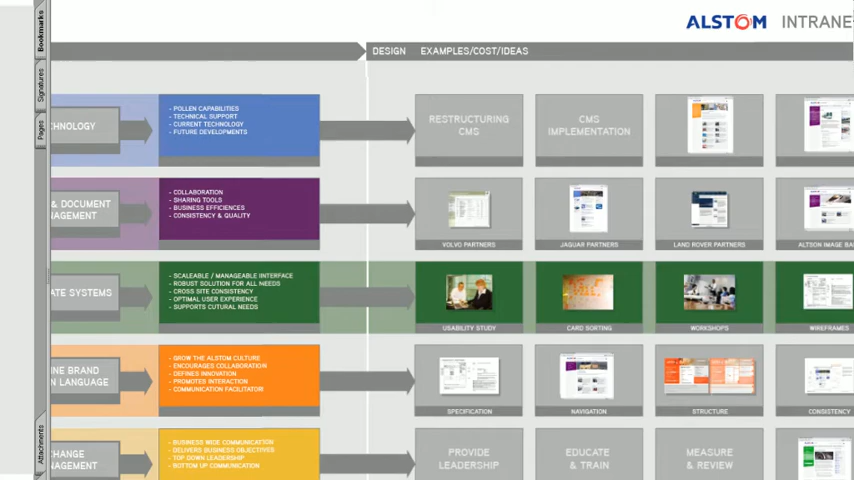 Bookmarks
Signatures
Pages
Attachments
ALSTOM INTRANE
DESIGN EXAMPLES/COST/IDEAS
HNOLOGY
- POLLEN CAPABILITIES
- TECHNICAL SUPPORT
- CURRENT TECHNOLOGY
- FUTURE DEVELOPMENTS
RESTRUCTURING
CMS
CMS
IMPLEMENTATION
& DOCUMENT
NAGEMENT
- COLLABORATION
- SHARING TOOLS
- BUSINESS EFFICIENCES
- CONSISTENCY & QUALITY
VOLVO PARTNERS
JAGUAR PARTNERS
LAND ROVER PARTNERS
ALTSON IMAGE BA
ATE SYSTEMS
- SCALEABLE / MANAGEABLE INTERFACE
- ROBUST SOLUTION FOR ALL NEEDS
- CROSS SITE CONSISTENCY
- OPTIMAL USER EXPERIENCE
- SUPPORTS CUTURAL NEEDS
USABILITY STUDY
CARD SORTING
WORKSHOPS
WIREFRAMES
INE BRAND
N LANGUAGE
- GROW THE ALSTOM CULTURE
- ENCOURAGES COLLABORATION
- DEFINES INNOVATION
- PROMOTES INTERACTION
- COMMUNICATION FACILITATOR
SPECIFICATION
NAVIGATION
STRUCTURE
CONSISTENCY
HANGE
NAGEMENT
- BUSINESS WIDE COMMUNICATION
- DELIVERS BUSINESS OBJECTIVES
- TOP DOWN LEADERSHIP
- BOTTOM UP COMMUNICATION
PROVIDE
LEADERSHIP
EDUCATE
& TRAIN
MEASURE
& REVIEW